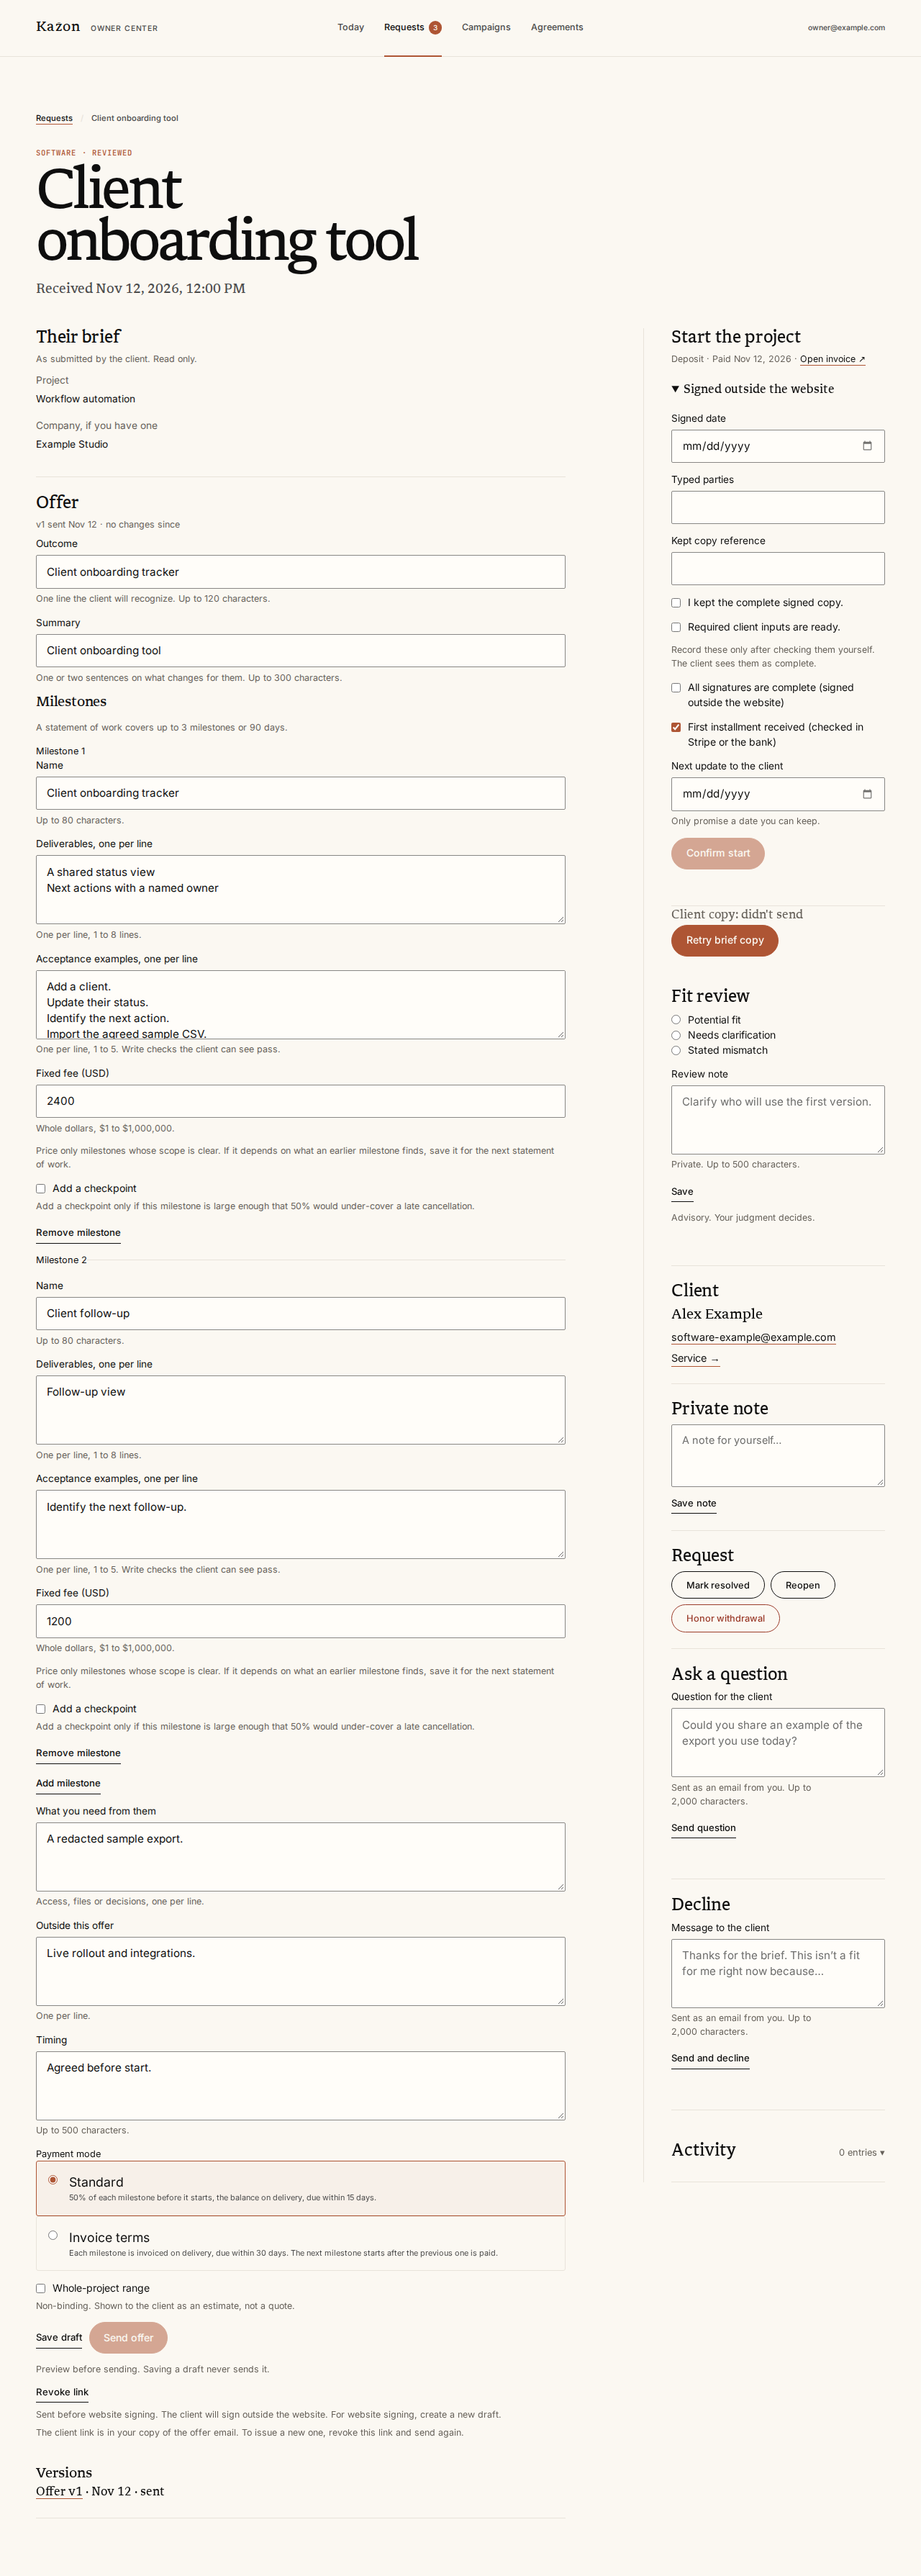 Kažon OWNER CENTER
Today
Requests 3
Campaigns
Agreements
owner@example.com
Requests / Client onboarding tool
SOFTWARE · REVIEWED
Client
onboarding tool
Received Nov 12, 2026, 12:00 PM
Their brief
As submitted by the client. Read only.
Project
Workflow automation
Company, if you have one
Example Studio
Offer
v1 sent Nov 12 · no changes since
Outcome
Client onboarding tracker
One line the client will recognize. Up to 120 characters.
Summary
Client onboarding tool
One or two sentences on what changes for them. Up to 300 characters.
Milestones
A statement of work covers up to 3 milestones or 90 days.
Milestone 1
Name
Client onboarding tracker
Up to 80 characters.
Deliverables, one per line
A shared status view
Next actions with a named owner
One per line, 1 to 8 lines.
Acceptance examples, one per line
Add a client.
Update their status.
Identify the next action.
Import the agreed sample CSV.
One per line, 1 to 5. Write checks the client can see pass.
Fixed fee (USD)
2400
Whole dollars, $1 to $1,000,000.
Price only milestones whose scope is clear. If it depends on what an earlier milestone finds, save it for the next statement
of work.
Add a checkpoint
Add a checkpoint only if this milestone is large enough that 50% would under-cover a late cancellation.
Remove milestone
Milestone 2
Name
Client follow-up
Up to 80 characters.
Deliverables, one per line
Follow-up view
One per line, 1 to 8 lines.
Acceptance examples, one per line
Identify the next follow-up.
One per line, 1 to 5. Write checks the client can see pass.
Fixed fee (USD)
1200
Whole dollars, $1 to $1,000,000.
Price only milestones whose scope is clear. If it depends on what an earlier milestone finds, save it for the next statement
of work.
Add a checkpoint
Add a checkpoint only if this milestone is large enough that 50% would under-cover a late cancellation.
Remove milestone
Add milestone
What you need from them
A redacted sample export.
Access, files or decisions, one per line.
Outside this offer
Live rollout and integrations.
One per line.
Timing
Agreed before start.
Up to 500 characters.
Payment mode
Standard
50% of each milestone before it starts, the balance on delivery, due within 15 days.
Invoice terms
Each milestone is invoiced on delivery, due within 30 days. The next milestone starts after the previous one is paid.
Whole-project range
Non-binding. Shown to the client as an estimate, not a quote.
Save draft
Send offer
Preview before sending. Saving a draft never sends it.
Revoke link
Sent before website signing. The client will sign outside the website. For website signing, create a new draft.
The client link is in your copy of the offer email. To issue a new one, revoke this link and send again.
Versions
Offer v1 · Nov 12 · sent
Start the project
Deposit · Paid Nov 12, 2026 · Open invoice ↗
▼ Signed outside the website
Signed date
mm/dd/yyyy
Typed parties
Kept copy reference
I kept the complete signed copy.
Required client inputs are ready.
Record these only after checking them yourself.
The client sees them as complete.
All signatures are complete (signed
outside the website)
First installment received (checked in
Stripe or the bank)
Next update to the client
mm/dd/yyyy
Only promise a date you can keep.
Confirm start
Client copy: didn't send
Retry brief copy
Fit review
Potential fit
Needs clarification
Stated mismatch
Review note
Clarify who will use the first version.
Private. Up to 500 characters.
Save
Advisory. Your judgment decides.
Client
Alex Example
software-example@example.com
Service →
Private note
A note for yourself…
Save note
Request
Mark resolved
Reopen
Honor withdrawal
Ask a question
Question for the client
Could you share an example of the
export you use today?
Sent as an email from you. Up to
2,000 characters.
Send question
Decline
Message to the client
Thanks for the brief. This isn't a fit
for me right now because…
Sent as an email from you. Up to
2,000 characters.
Send and decline
Activity
0 entries ▾